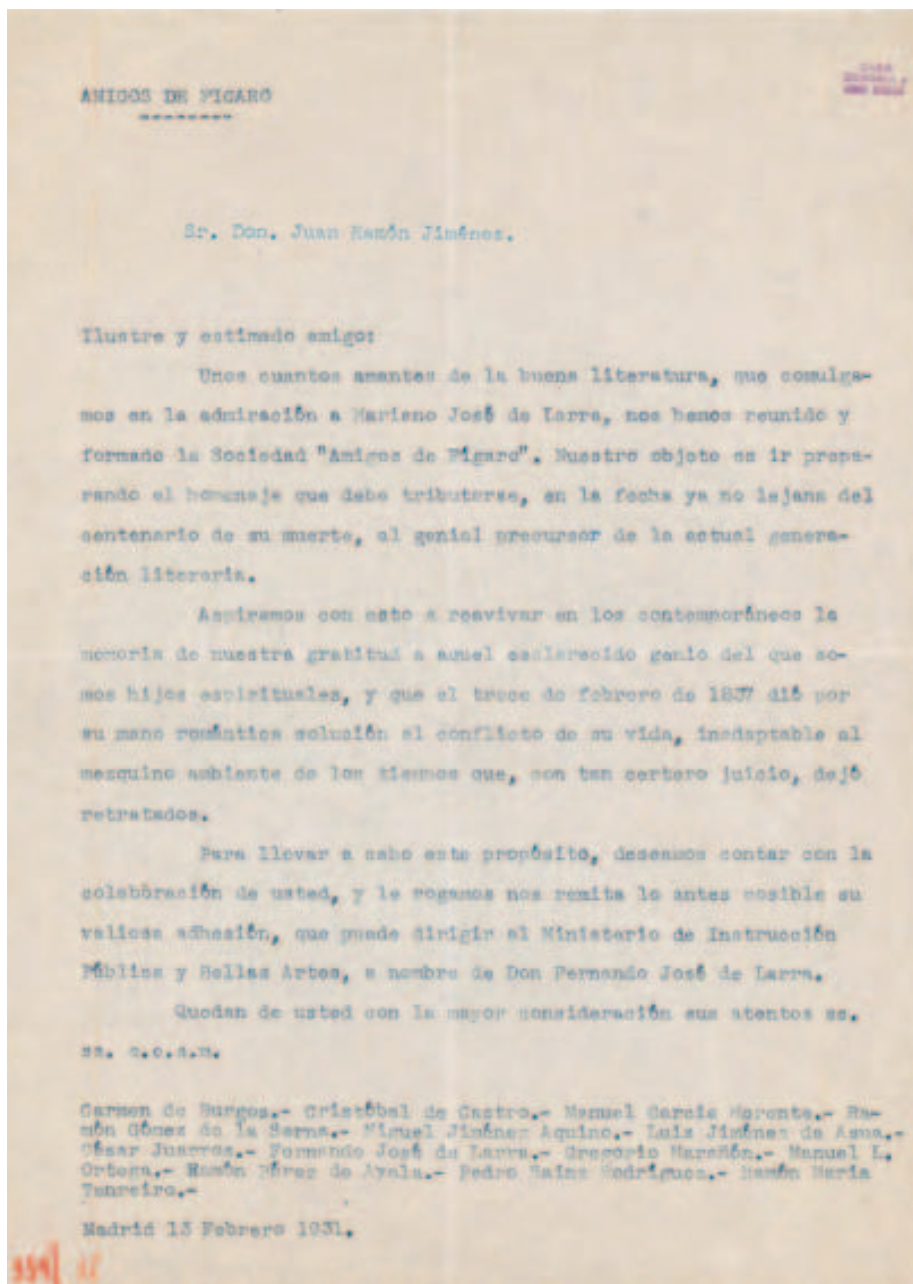 AMIGOS DE FIGARO
Sr. Don. Juan Ramón Jiménez.
Ilustre y estimado amigo:
Unos cuantos amantes de la buena literatura, que comulga-
mos en la admiración a Mariano José de Larra, nos hemos reunido y
formado la Sociedad "Amigos de Fígaro". Nuestro objeto es ir prepa-
rando el homenaje que debe tributarse, en la fecha ya no lejana del
centenario de su muerte, al genial precursor de la actual genera-
ción literaria.
Aspiramos con esto a reavivar en los contemporáneos la
memoria de nuestra gratitud a aquel esclarecido genio del que so-
mos hijos espirituales, y que el trece de febrero de 1837 dió por
su mano romántica solución al conflicto de su vida, inadaptable al
mezquino ambiente de los tiempos que, con tan certero juicio, dejó
retratados.
Para llevar a cabo este propósito, deseamos contar con la
colaboración de usted, y le rogamos nos remita lo antes posible su
valiosa adhesión, que puede dirigir al Ministerio de Instrucción
Pública y Bellas Artes, a nombre de Don Fernando José de Larra.
Quedan de usted con la mayor consideración sus atentos ss.
ss. q.e.s.m.
Carmen de Burgos.- Cristóbal de Castro.- Manuel García Morente.- Ra-
món Gómez de la Serna.- Miguel Jiménez Aquino.- Luis Jiménez de Asua.-
César Juarros.- Fernando José de Larra.- Gregorio Marañón.- Manuel L.
Ortega.- Ramón Pérez de Ayala.- Pedro Sainz Rodríguez.- Ramón María
Tenreiro.-
Madrid 13 Febrero 1931.